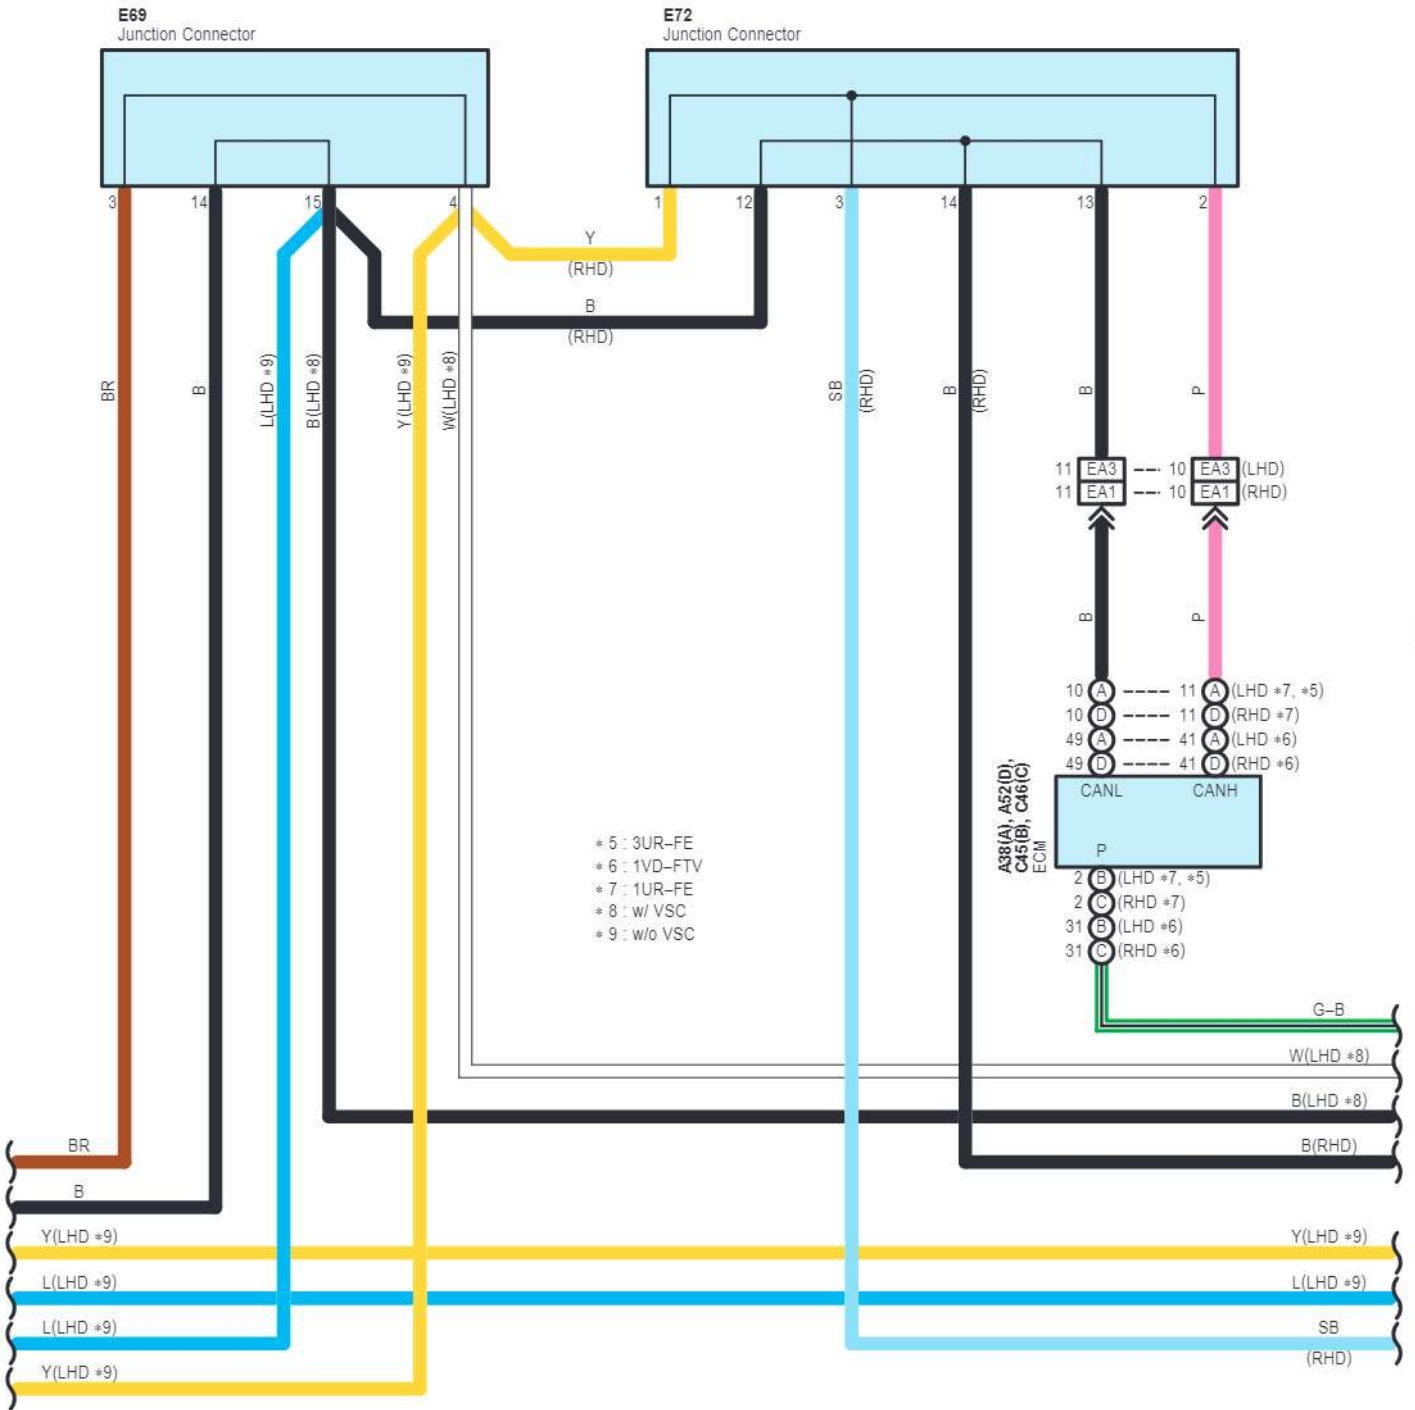 E69
Junction Connector
E72
Junction Connector
3
14
15
4
1
12
3
14
13
2
Y
(RHD)
B
(RHD)
BR
B
L(LHD *9)
B(LHD *8)
Y(LHD *9)
W(LHD *8)
SB
(RHD)
B
(RHD)
B
P
11 EA3 10 EA3 (LHD)
11 EA1 10 EA1 (RHD)
B
P
10 A 11 A (LHD *7, *5)
10 D 11 D (RHD *7)
49 A 41 A (LHD *6)
49 D 41 D (RHD *6)
A38(A), A52(D),
C45(B), C46(C)
ECM
CANL CANH
P
2 B (LHD *7, *5)
2 C (RHD *7)
31 B (LHD *6)
31 C (RHD *6)
* 5 : 3UR–FE
* 6 : 1VD–FTV
* 7 : 1UR–FE
* 8 : w/ VSC
* 9 : w/o VSC
G–B
W(LHD *8)
B(LHD *8)
BR
B(RHD)
B
Y(LHD *9)
Y(LHD *9)
L(LHD *9)
L(LHD *9)
L(LHD *9)
SB
(RHD)
Y(LHD *9)